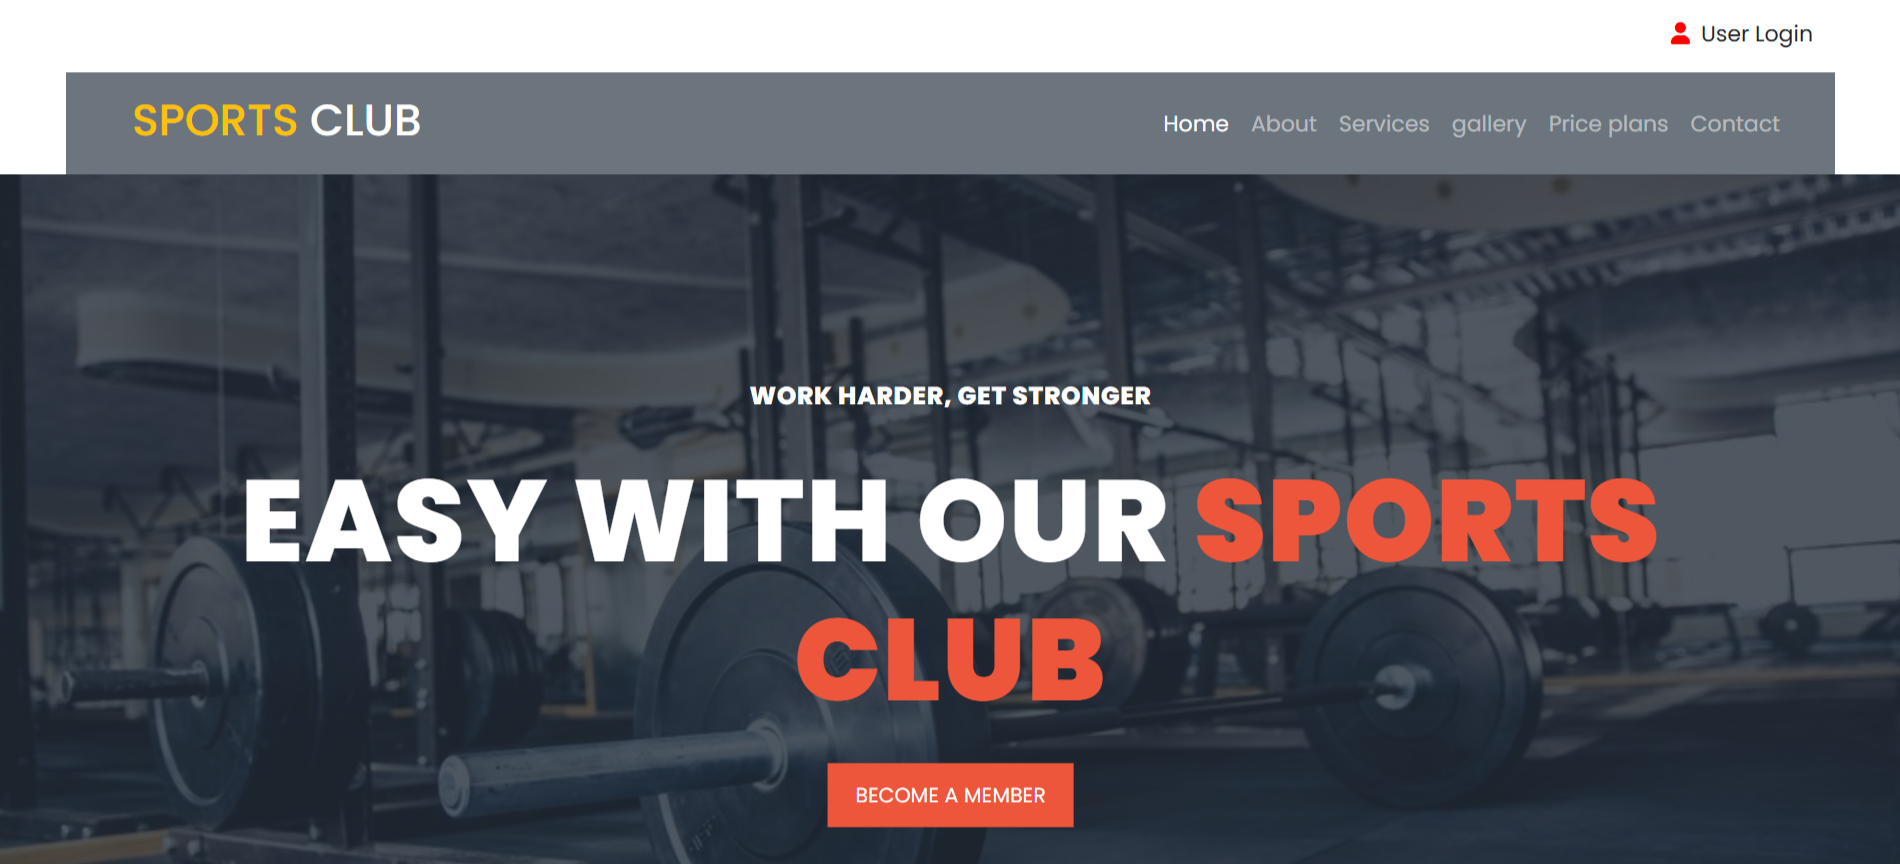 User Login
SPORTS CLUB
Home About Services gallery Price plans Contact
WORK HARDER, GET STRONGER
EASY WITH OUR SPORTS
CLUB
BECOME A MEMBER